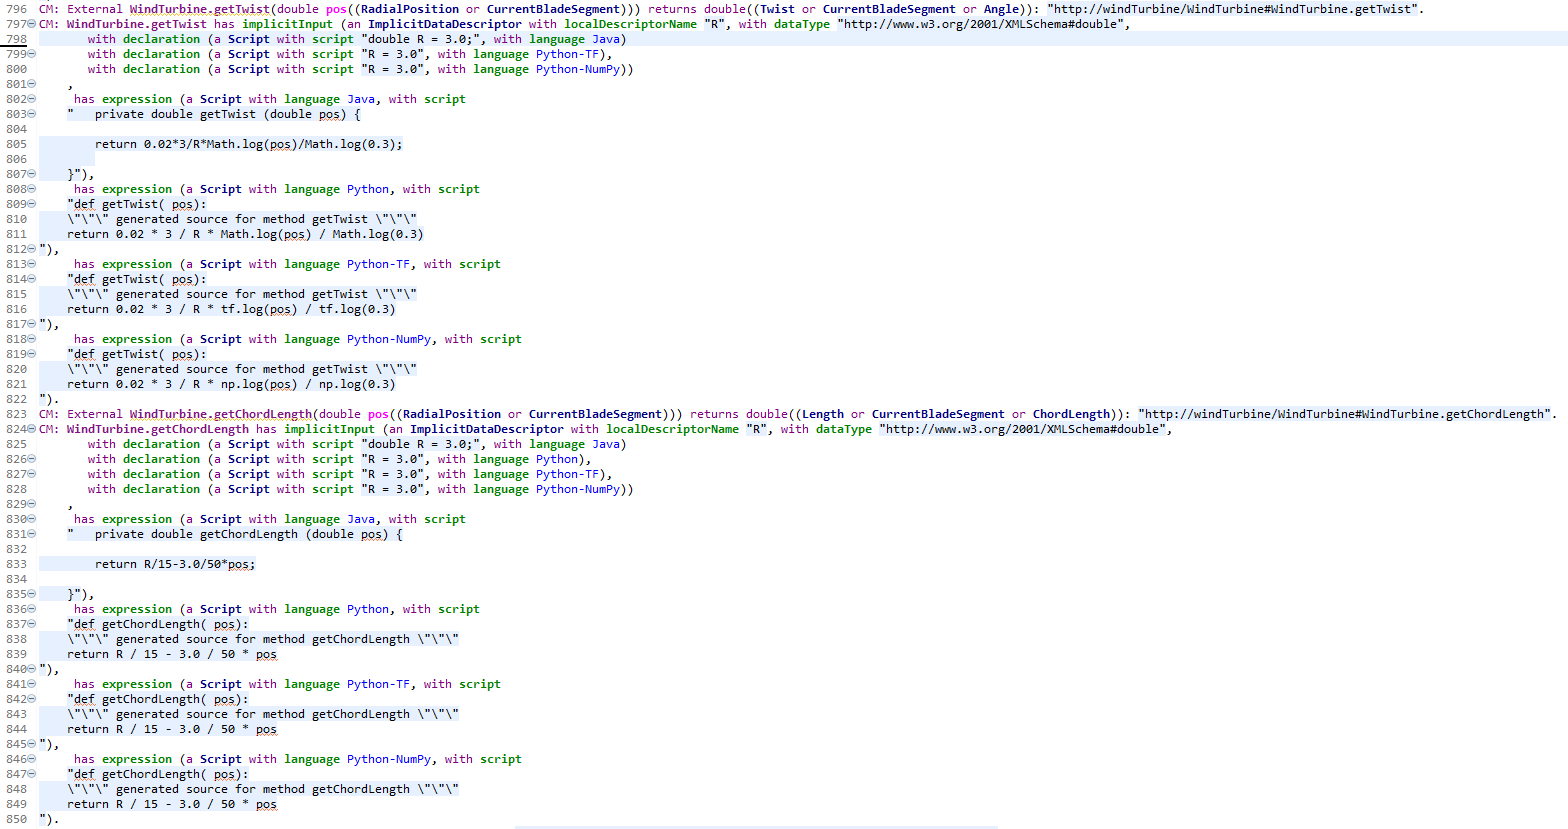 796 CM: External WindTurbine.getTwist(double pos((RadialPosition or CurrentBladeSegment))) returns double((Twist or CurrentBladeSegment or Angle)): "http://windTurbine/WindTurbine#WindTurbine.getTwist".
797 CM: WindTurbine.getTwist has implicitInput (an ImplicitDataDescriptor with localDescriptorName "R", with dataType "http://www.w3.org/2001/XMLSchema#double",
798 with declaration (a Script with script "double R = 3.0;", with language Java)
799 with declaration (a Script with script "R = 3.0", with language Python-TF),
800 with declaration (a Script with script "R = 3.0", with language Python-NumPy))
801 ,
802 has expression (a Script with language Java, with script
803 " private double getTwist (double pos) {
804
805 return 0.02*3/R*Math.log(pos)/Math.log(0.3);
806
807 }"),
808 has expression (a Script with language Python, with script
809 "def getTwist( pos):
810 \"\"\" generated source for method getTwist \"\"\"
811 return 0.02 * 3 / R * Math.log(pos) / Math.log(0.3)
812 "),
813 has expression (a Script with language Python-TF, with script
814 "def getTwist( pos):
815 \"\"\" generated source for method getTwist \"\"\"
816 return 0.02 * 3 / R * tf.log(pos) / tf.log(0.3)
817 "),
818 has expression (a Script with language Python-NumPy, with script
819 "def getTwist( pos):
820 \"\"\" generated source for method getTwist \"\"\"
821 return 0.02 * 3 / R * np.log(pos) / np.log(0.3)
822 ").
823 CM: External WindTurbine.getChordLength(double pos((RadialPosition or CurrentBladeSegment))) returns double((Length or CurrentBladeSegment or ChordLength)): "http://windTurbine/WindTurbine#WindTurbine.getChordLength".
824 CM: WindTurbine.getChordLength has implicitInput (an ImplicitDataDescriptor with localDescriptorName "R", with dataType "http://www.w3.org/2001/XMLSchema#double",
825 with declaration (a Script with script "double R = 3.0;", with language Java)
826 with declaration (a Script with script "R = 3.0", with language Python),
827 with declaration (a Script with script "R = 3.0", with language Python-TF),
828 with declaration (a Script with script "R = 3.0", with language Python-NumPy))
829 ,
830 has expression (a Script with language Java, with script
831 " private double getChordLength (double pos) {
832
833 return R/15-3.0/50*pos;
834
835 }"),
836 has expression (a Script with language Python, with script
837 "def getChordLength( pos):
838 \"\"\" generated source for method getChordLength \"\"\"
839 return R / 15 - 3.0 / 50 * pos
840 "),
841 has expression (a Script with language Python-TF, with script
842 "def getChordLength( pos):
843 \"\"\" generated source for method getChordLength \"\"\"
844 return R / 15 - 3.0 / 50 * pos
845 "),
846 has expression (a Script with language Python-NumPy, with script
847 "def getChordLength( pos):
848 \"\"\" generated source for method getChordLength \"\"\"
849 return R / 15 - 3.0 / 50 * pos
850 ").